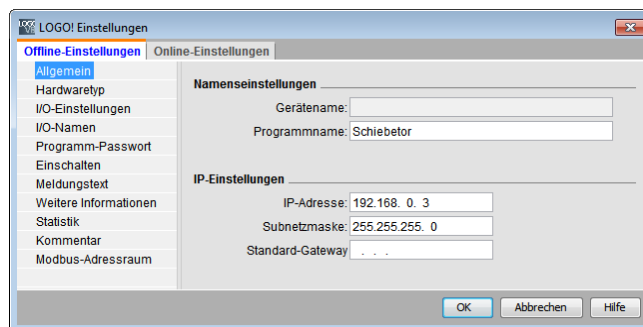 LOGO! Einstellungen
Offline-Einstellungen Online-Einstellungen
Allgemein
Hardwaretyp
I/O-Einstellungen
I/O-Namen
Programm-Passwort
Einschalten
Meldungstext
Weitere Informationen
Statistik
Kommentar
Modbus-Adressraum
Namenseinstellungen
Gerätename:
Programmname: Schiebetor
IP-Einstellungen
IP-Adresse: 192.168. 0. 3
Subnetzmaske: 255.255.255. 0
Standard-Gateway . . .
OK Abbrechen Hilfe